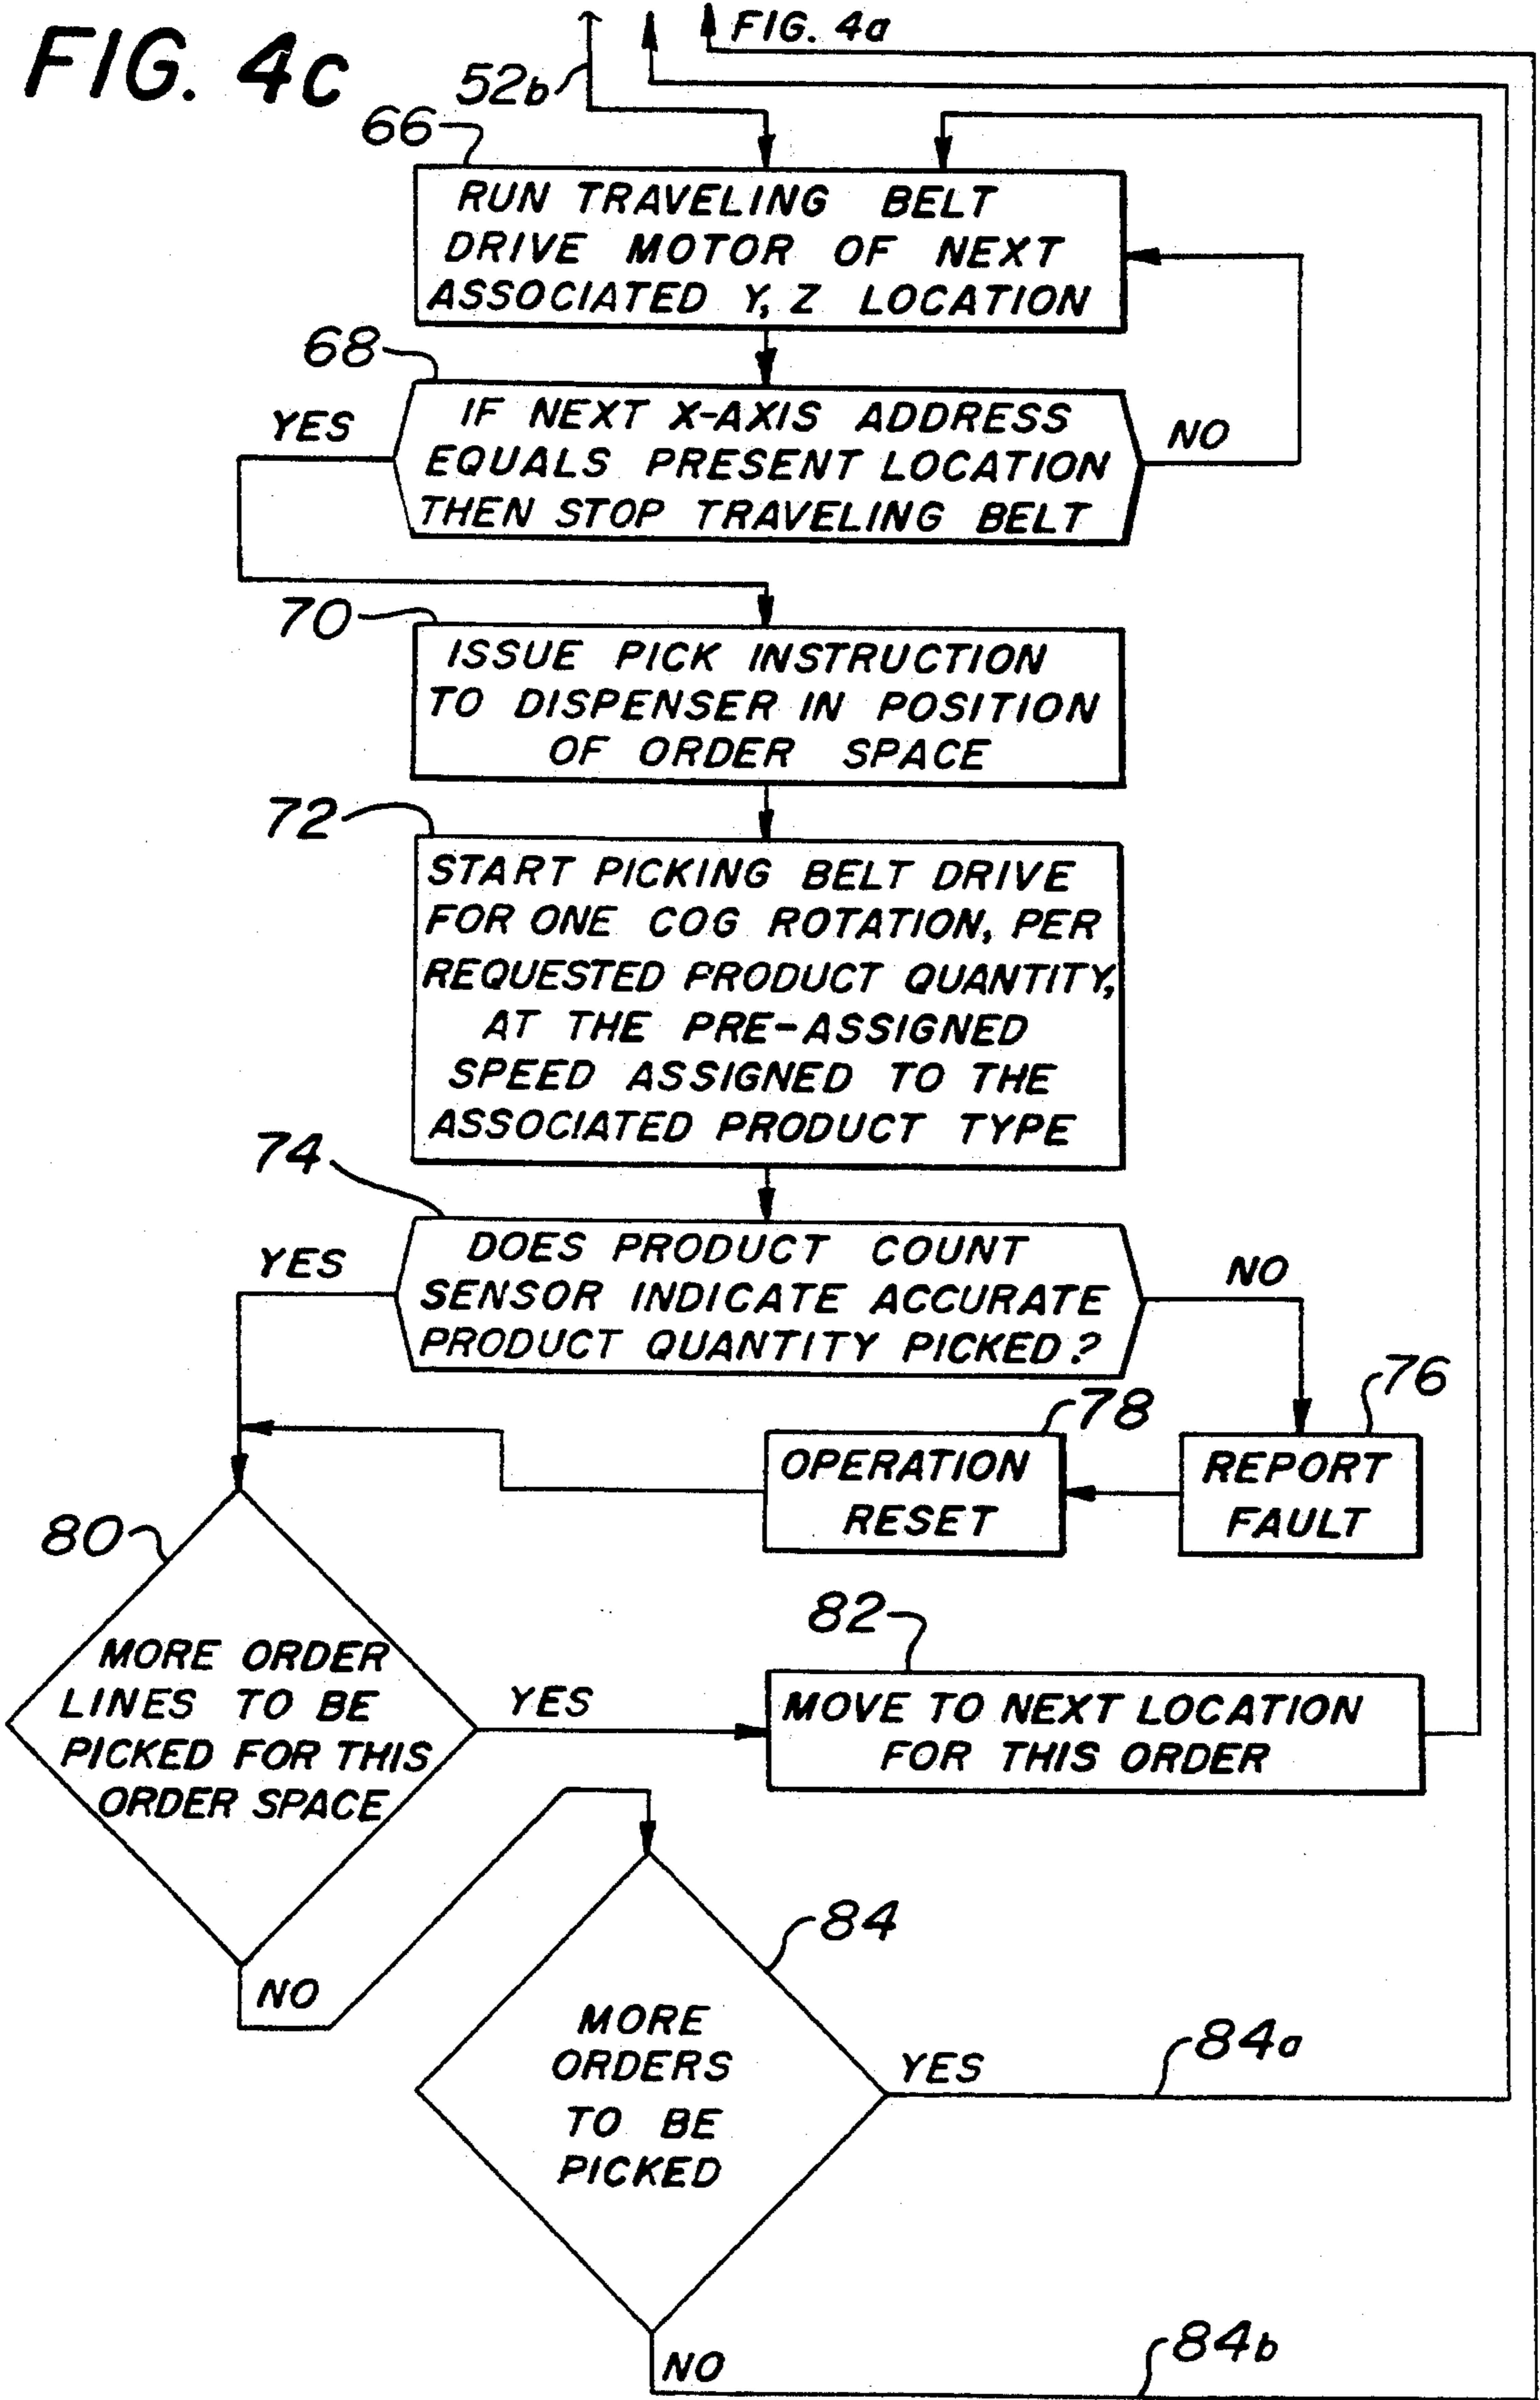 FIG. 4c
FIG. 4a
52b
66
RUN TRAVELING BELT
DRIVE MOTOR OF NEXT
ASSOCIATED Y, Z LOCATION
68
YES
IF NEXT X-AXIS ADDRESS
EQUALS PRESENT LOCATION
THEN STOP TRAVELING BELT
NO
70
ISSUE PICK INSTRUCTION
TO DISPENSER IN POSITION
OF ORDER SPACE
72
START PICKING BELT DRIVE
FOR ONE COG ROTATION, PER
REQUESTED PRODUCT QUANTITY,
AT THE PRE-ASSIGNED
SPEED ASSIGNED TO THE
ASSOCIATED PRODUCT TYPE
74
YES
DOES PRODUCT COUNT
SENSOR INDICATE ACCURATE
PRODUCT QUANTITY PICKED?
NO
76
REPORT
FAULT
78
OPERATION
RESET
80
MORE ORDER
LINES TO BE
PICKED FOR THIS
ORDER SPACE
YES
82
MOVE TO NEXT LOCATION
FOR THIS ORDER
NO
84
MORE
ORDERS
TO BE
PICKED
YES
84a
NO
84b